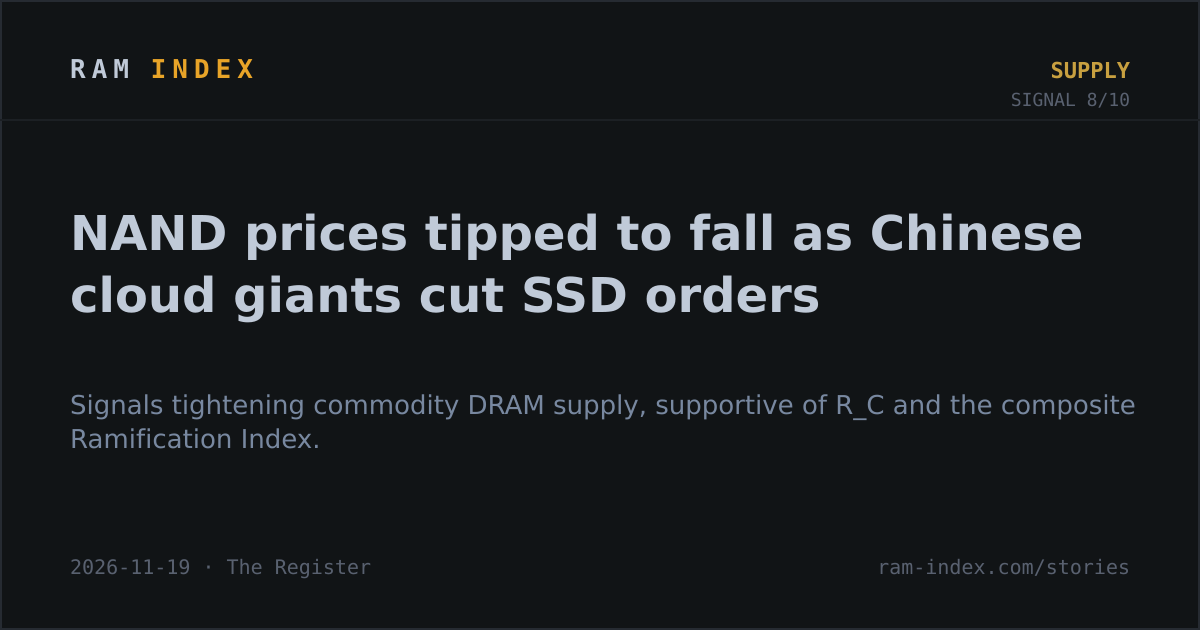 RAM INDEX
SUPPLY
SIGNAL 8/10
NAND prices tipped to fall as Chinese
cloud giants cut SSD orders
Signals tightening commodity DRAM supply, supportive of R_C and the composite
Ramification Index.
2026-11-19 · The Register
ram-index.com/stories